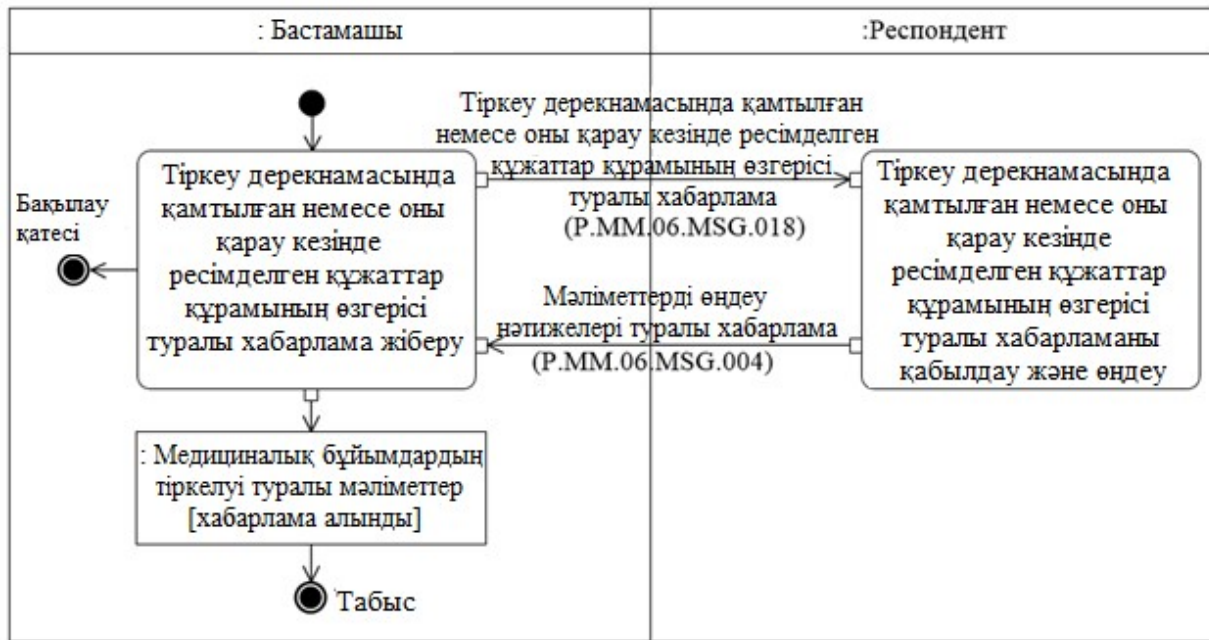 : Бастамашы
:Респондент
Тіркеу дерекнамасында қамтылған
немесе оны қарау кезінде ресімделген
құжаттар құрамының өзгерісі
туралы хабарлама
(P.MM.06.MSG.018)
Тіркеу дерекнамасында
қамтылған немесе оны
қарау кезінде
ресімделген құжаттар
құрамының өзгерісі
туралы хабарлама жіберу
Бақылау
қатесі
Тіркеу дерекнамасында
қамтылған немесе оны
қарау кезінде
ресімделген құжаттар
құрамының өзгерісі
туралы хабарламаны
қабылдау және өңдеу
Мәліметтерді өңдеу
нәтижелері туралы хабарлама
(P.MM.06.MSG.004)
: Медициналық бұйымдардың
тіркелуі туралы мәліметтер
[хабарлама алынды]
Табыс